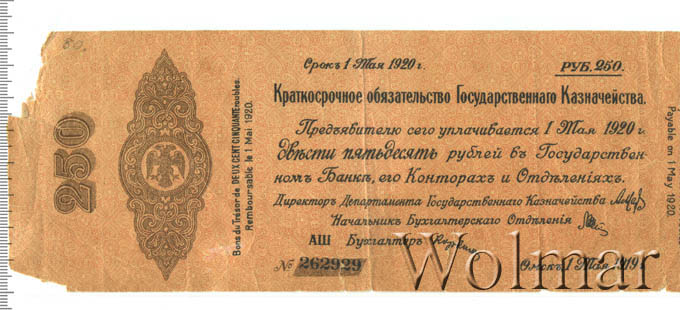 80.
250
Bons du Trésor de DEUX CENT CINQUANTE roubles.
Remboursable le 1 Mai 1920.
Срокъ 1 Мая 1920 г.
РУБ. 250.
Краткосрочное обязательство Государственнаго Казначейства.
Предъявителю сего уплачивается 1 Мая 1920 г.
двѣсти пятьдесятъ рублей въ Государствен-
номъ Банкѣ, его Конторахъ и Отдѣленіяхъ.
Директоръ Департамента Государственнаго Казначейства
Начальникъ Бухгалтерскаго Отдѣленія
АШ Бухгалтеръ
№ 262929
Омскъ 1 Мая 1919 г.
Payable on 1 May 1920.
Wolmar